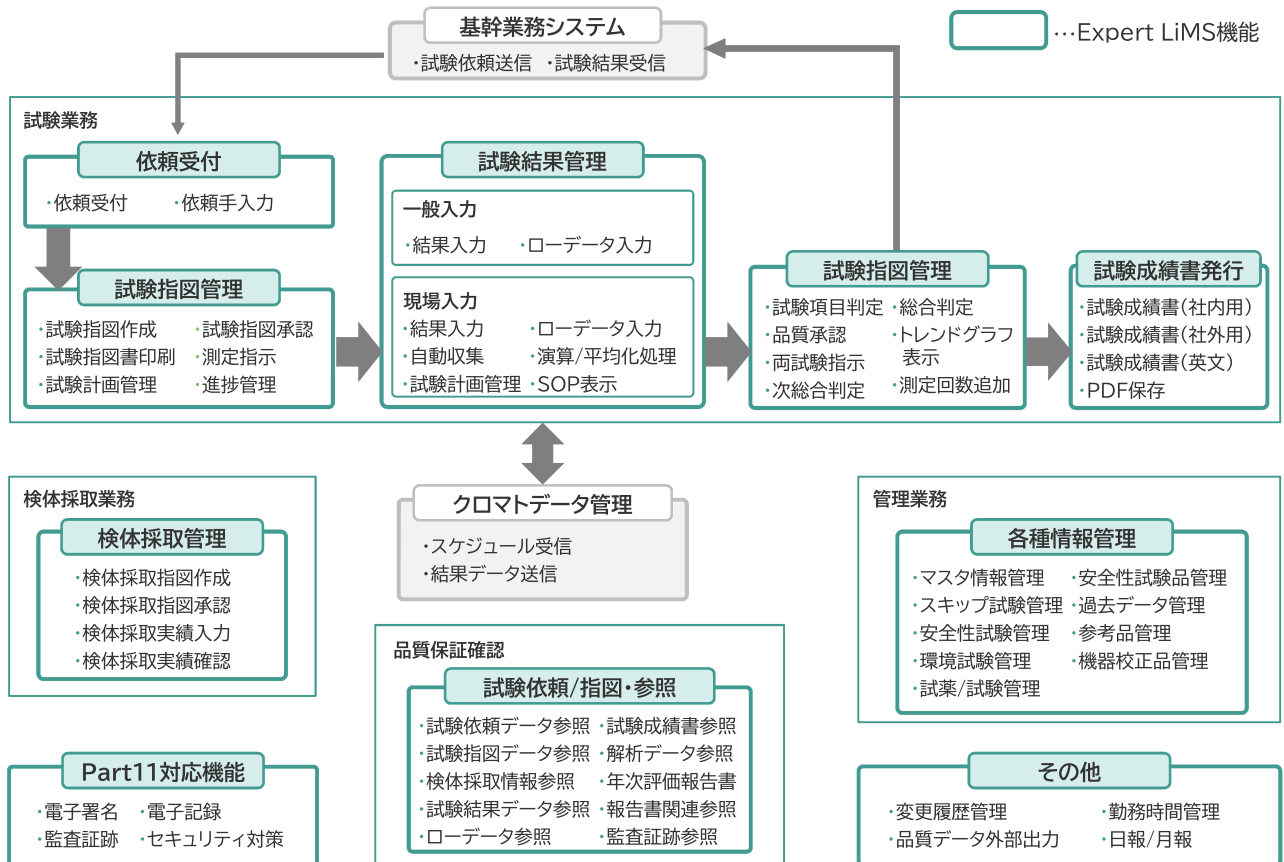 基幹業務システム
・試験依頼送信 ・試験結果受信
…Expert LiMS機能
試験業務
依頼受付
・依頼受付 ・依頼手入力
試験指図管理
・試験指図作成 ・試験指図承認
・試験指図書印刷 ・測定指示
・試験計画管理 ・進捗管理
試験結果管理
一般入力
・結果入力 ・ローデータ入力
現場入力
・結果入力 ・ローデータ入力
・自動収集 ・演算/平均化処理
・試験計画管理 ・SOP表示
試験指図管理
・試験項目判定 ・総合判定
・品質承認 ・トレンドグラフ
表示
・両試験指示
・次総合判定 ・測定回数追加
試験成績書発行
・試験成績書(社内用)
・試験成績書(社外用)
・試験成績書(英文)
・PDF保存
検体採取業務
検体採取管理
・検体採取指図作成
・検体採取指図承認
・検体採取実績入力
・検体採取実績確認
クロマトデータ管理
・スケジュール受信
・結果データ送信
管理業務
各種情報管理
・マスタ情報管理 ・安全性試験品管理
・スキップ試験管理 ・過去データ管理
・安全性試験管理 ・参考品管理
・環境試験管理 ・機器校正品管理
・試薬/試験管理
品質保証確認
試験依頼/指図・参照
・試験依頼データ参照 ・試験成績書参照
・試験指図データ参照 ・解析データ参照
・検体採取情報参照 ・年次評価報告書
・試験結果データ参照 ・報告書関連参照
・ローデータ参照 ・監査証跡参照
Part11対応機能
・電子署名 ・電子記録
・監査証跡 ・セキュリティ対策
その他
・変更履歴管理 ・勤務時間管理
・品質データ外部出力 ・日報/月報